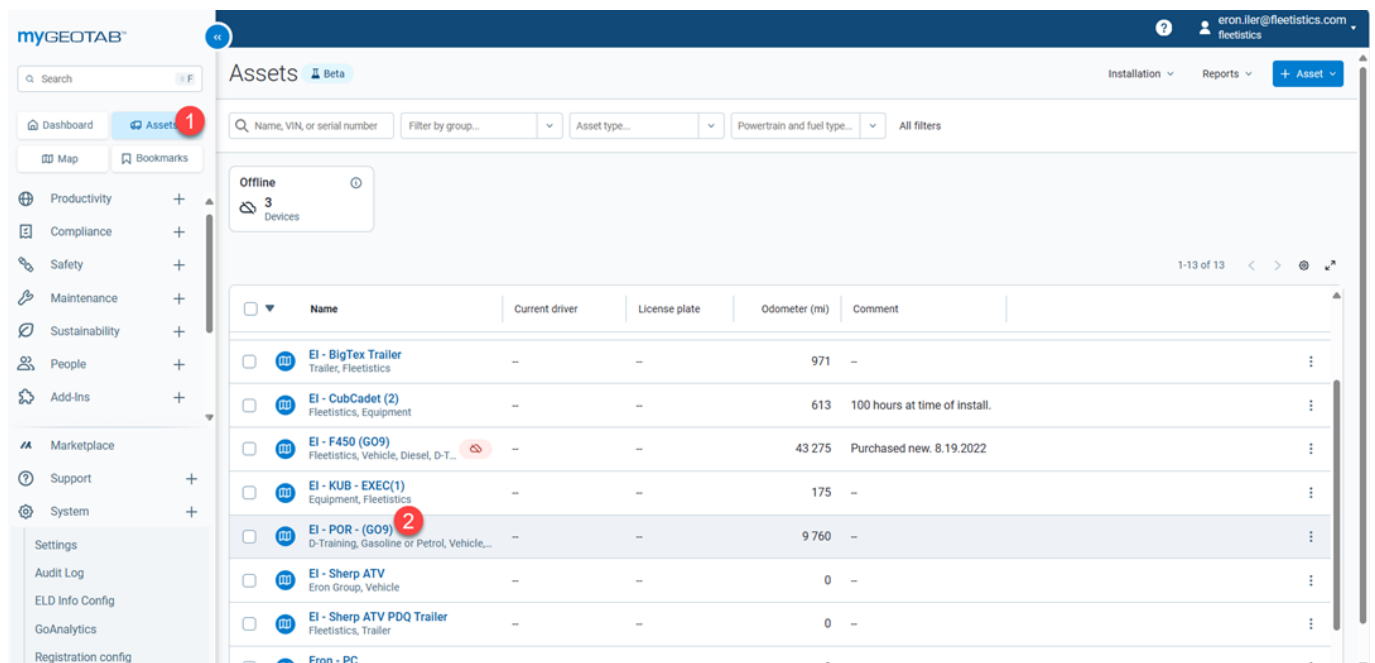 myGEOTAB
«
?
eron.iler@fleetistics.com
fleetistics
Search
F
Dashboard
Assets
1
Map
Bookmarks
Productivity +
Compliance +
Safety +
Maintenance +
Sustainability +
People +
Add-Ins +
Marketplace
Support +
System +
Settings
Audit Log
ELD Info Config
GoAnalytics
Registration config
Assets Beta
Installation Reports + Asset
Name, VIN, or serial number Filter by group... Asset type... Powertrain and fuel type... All filters
Offline
3
Devices
1-13 of 13 < >
Name Current driver License plate Odometer (mi) Comment
EI - BigTex Trailer
Trailer, Fleetistics
-- -- 971 --
EI - CubCadet (2)
Fleetistics, Equipment
-- -- 613 100 hours at time of install.
EI - F450 (GO9)
Fleetistics, Vehicle, Diesel, D-T...
-- -- 43 275 Purchased new. 8.19.2022
EI - KUB - EXEC(1)
Equipment, Fleetistics
-- -- 175 --
EI - POR - (GO9) 2
D-Training, Gasoline or Petrol, Vehicle,...
-- -- 9 760 --
EI - Sherp ATV
Eron Group, Vehicle
-- -- 0 --
EI - Sherp ATV PDQ Trailer
Fleetistics, Trailer
-- -- 0 --
Eron - PC